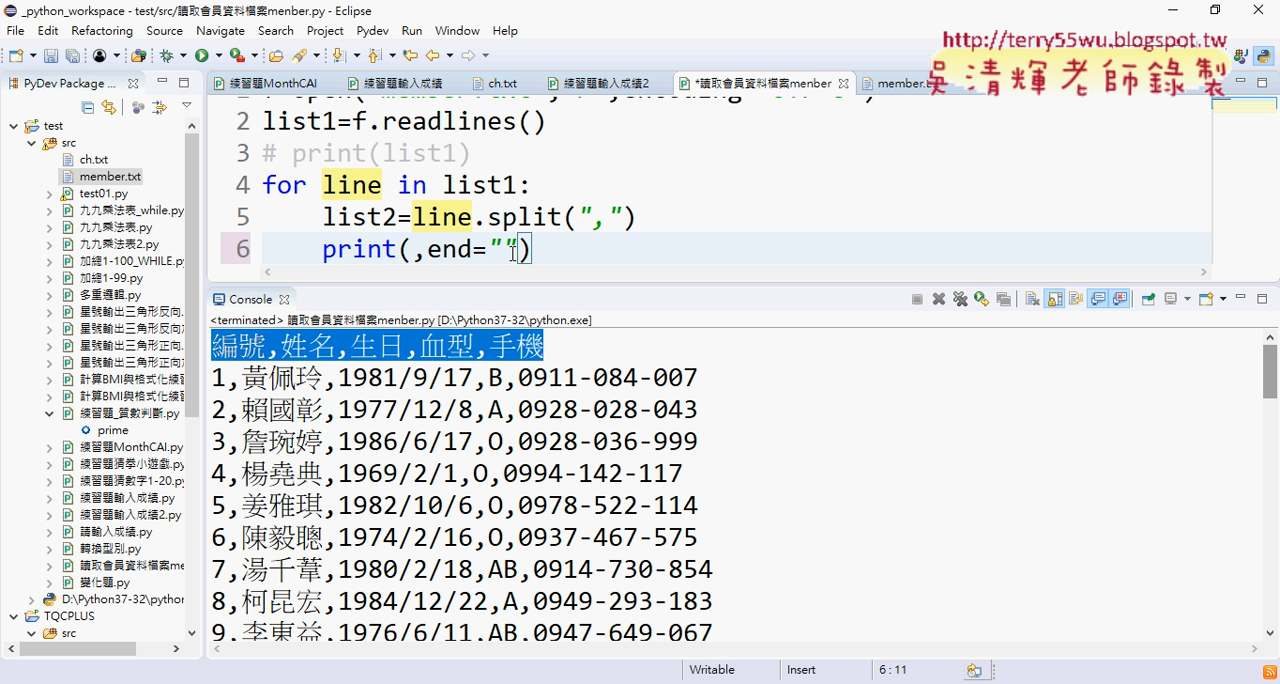 _python_workspace - test/src/讀取會員資料檔案menber.py - Eclipse
File Edit Refactoring Source Navigate Search Project Pydev Run Window Help
http://terry55wu.blogspot.tw
吳清輝老師錄製
PyDev Package ...
練習題MonthCAI
練習題輸入成績
ch.txt
練習題輸入成績2
*讀取會員資料檔案menber
test
src
ch.txt
member.txt
test01.py
九九乘法表_while.py
九九乘法表.py
九九乘法表2.py
加總1-100_WHILE.py
加總1-99.py
多重邏輯.py
星號輸出三角形反向.
星號輸出三角形反向
星號輸出三角形正向.
星號輸出三角形正向
計算BMI與格式化練習
計算BMI與格式化練習
練習題_質數判斷.py
prime
練習題MonthCAI.py
練習題猜拳小遊戲.py
練習題猜數字1-20.py
練習題輸入成績.py
練習題輸入成績2.py
請輸入成績.py
轉換型別.py
讀取會員資料檔案me
變化題.py
D:\Python37-32\python
TQCPLUS
src
2 list1=f.readlines()
3 # print(list1)
4 for line in list1:
5 list2=line.split(",")
6 print(,end="")
Console
<terminated> 讀取會員資料檔案menber.py [D:\Python37-32\python.exe]
編號,姓名,生日,血型,手機
1,黃佩玲,1981/9/17,B,0911-084-007
2,賴國彰,1977/12/8,A,0928-028-043
3,詹琬婷,1986/6/17,O,0928-036-999
4,楊堯典,1969/2/1,O,0994-142-117
5,姜雅琪,1982/10/6,O,0978-522-114
6,陳毅聰,1974/2/16,O,0937-467-575
7,湯千葦,1980/2/18,AB,0914-730-854
8,柯昆宏,1984/12/22,A,0949-293-183
9,李東益,1976/6/11,AB,0947-649-067
Writable Insert 6 : 11